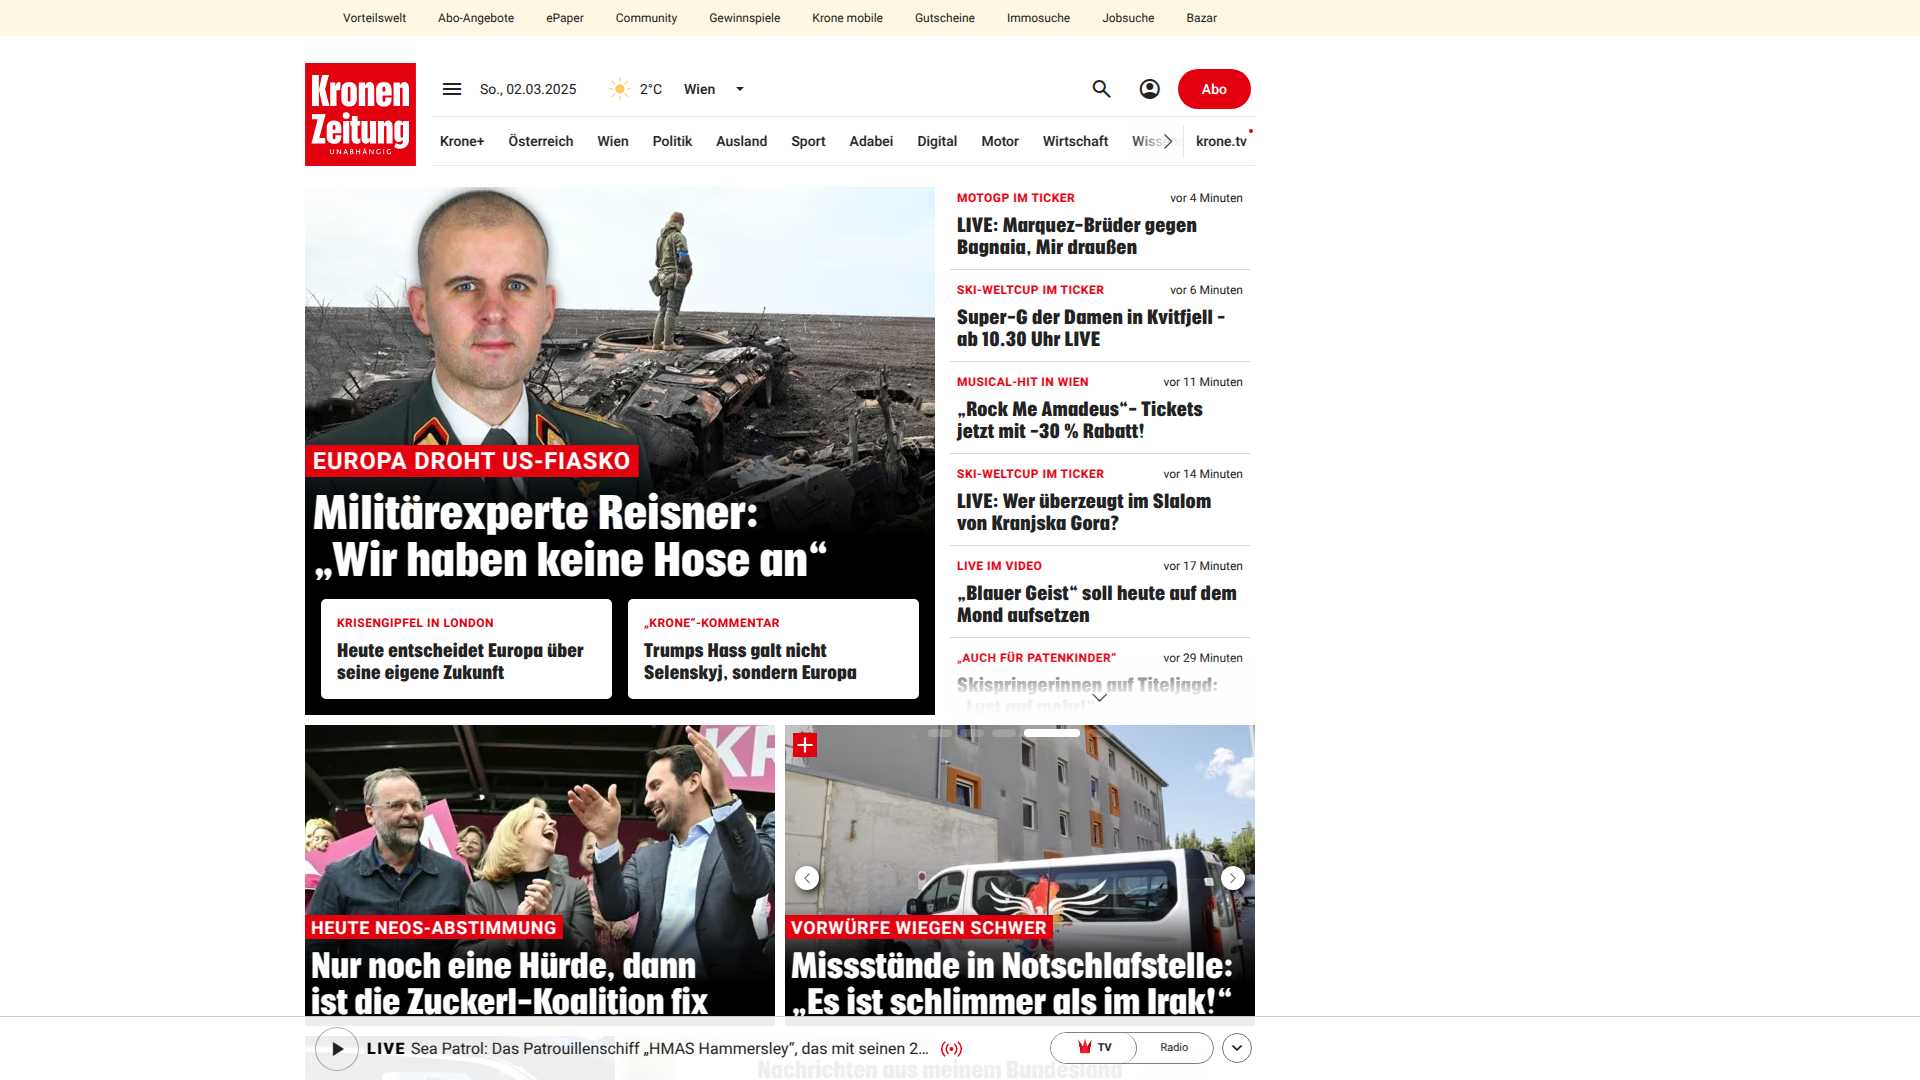 Vorteilswelt Abo-Angebote ePaper Community Gewinnspiele Krone mobile Gutscheine Immosuche Jobsuche Bazar
Kronen
Zeitung
UNABHÄNGIG
So., 02.03.2025 2°C Wien Abo
Krone+ Österreich Wien Politik Ausland Sport Adabei Digital Motor Wirtschaft krone.tv
EUROPA DROHT US-FIASKO
Militärexperte Reisner:
„Wir haben keine Hose an“
KRISENGIPFEL IN LONDON
Heute entscheidet Europa über
seine eigene Zukunft
„KRONE“-KOMMENTAR
Trumps Hass galt nicht
Selenskyj, sondern Europa
MOTOGP IM TICKER vor 4 Minuten
LIVE: Marquez-Brüder gegen
Bagnaia, Mir draußen
SKI-WELTCUP IM TICKER vor 6 Minuten
Super-G der Damen in Kvitfjell -
ab 10.30 Uhr LIVE
MUSICAL-HIT IN WIEN vor 11 Minuten
„Rock Me Amadeus“- Tickets
jetzt mit -30 % Rabatt!
SKI-WELTCUP IM TICKER vor 14 Minuten
LIVE: Wer überzeugt im Slalom
von Kranjska Gora?
LIVE IM VIDEO vor 17 Minuten
„Blauer Geist“ soll heute auf dem
Mond aufsetzen
„AUCH FÜR PATENKINDER“ vor 29 Minuten
Skispringerinnen auf Titeljagd:
„Lust auf mehr!“
KR
HEUTE NEOS-ABSTIMMUNG
Nur noch eine Hürde, dann
ist die Zuckerl-Koalition fix
VORWÜRFE WIEGEN SCHWER
Missstände in Notschlafstelle:
„Es ist schlimmer als im Irak!“
LIVE Sea Patrol: Das Patrouillenschiff „HMAS Hammersley“, das mit seinen 2... TV Radio
Nachrichten aus meinem Bundesland